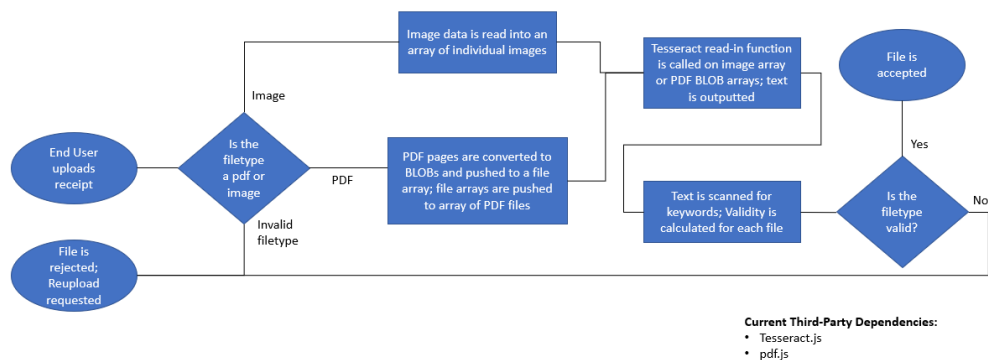 Image data is read into an
array of individual images
Tesseract read-in function
is called on image array
or PDF BLOB arrays; text
is outputted
File is
accepted
Image
Is the
filetype
a pdf or
image
End User
uploads
receipt
PDF
PDF pages are converted to
BLOBs and pushed to a file
array; file arrays are pushed
to array of PDF files
Yes
Text is scanned for
keywords; Validity is
calculated for each file
Is the
filetype
valid?
No
Invalid
filetype
File is
rejected;
Reupload
requested
Current Third-Party Dependencies:
• Tesseract.js
• pdf.js